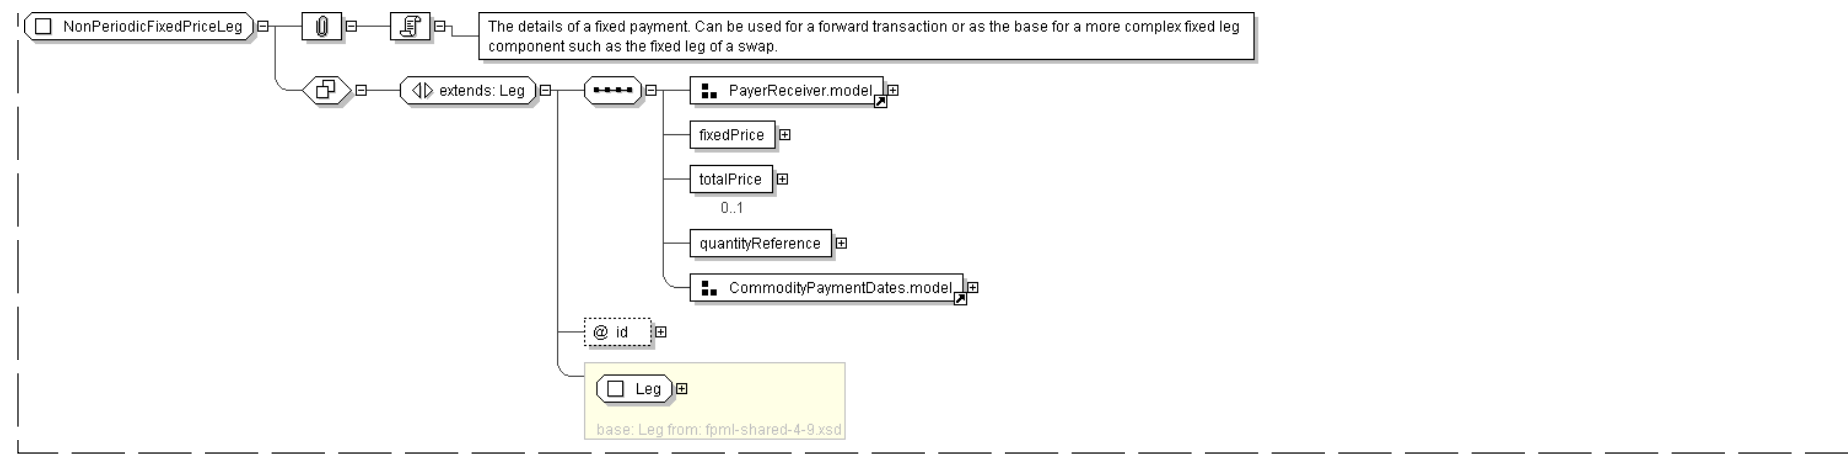 NonPeriodicFixedPriceLeg
The details of a fixed payment. Can be used for a forward transaction or as the base for a more complex fixed leg
component such as the fixed leg of a swap.
extends: Leg
PayerReceiver.model
fixedPrice
totalPrice
0..1
quantityReference
CommodityPaymentDates.model
@ id
Leg
base: Leg from: fpml-shared-4-9.xsd